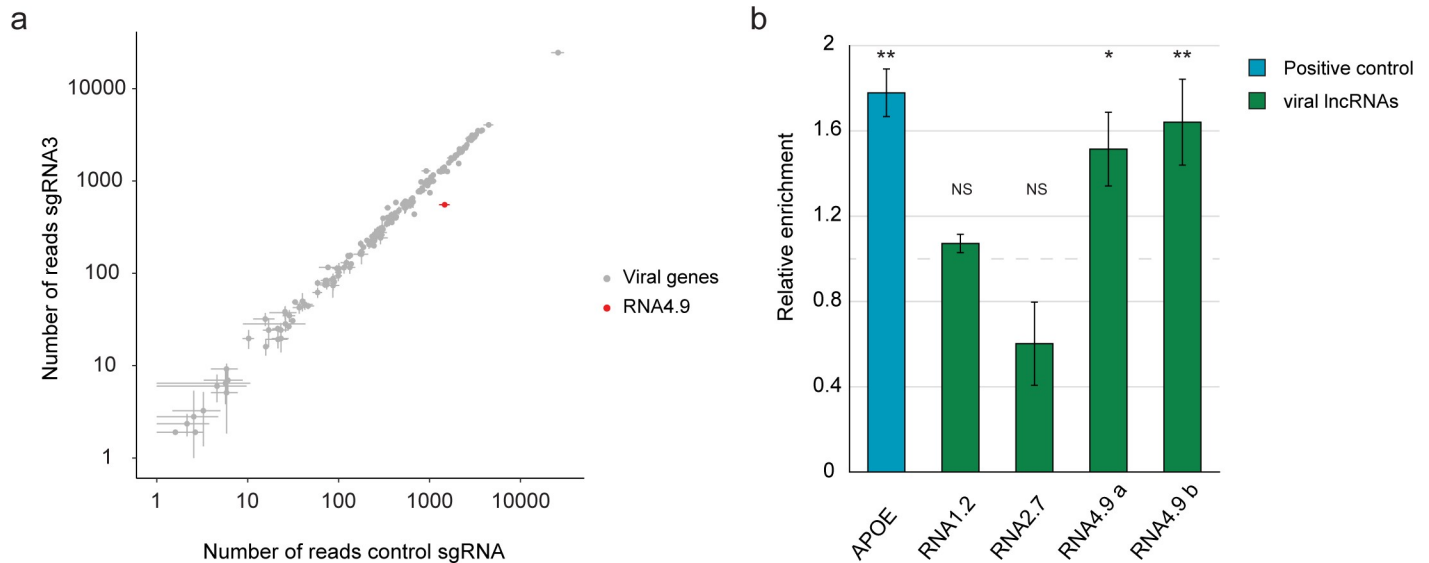 a
Number of reads sgRNA3
10000
1000
100
10
1
1 10 100 1000 10000
Number of reads control sgRNA
Viral genes
RNA4.9
b
Relative enrichment
2
1.6
1.2
0.8
0.4
0
**
NS
NS
*
**
APOE
RNA1.2
RNA2.7
RNA4.9 a
RNA4.9 b
Positive control
viral lncRNAs